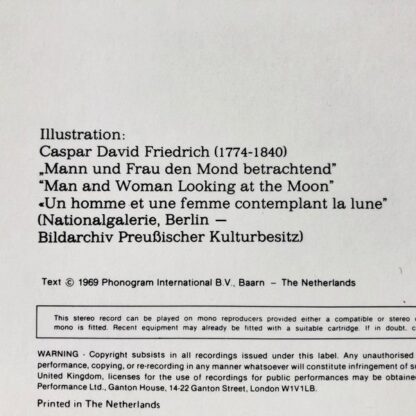 Illustration:
Caspar David Friedrich (1774-1840)
„Mann und Frau den Mond betrachtend”
“Man and Woman Looking at the Moon”
«Un homme et une femme contemplant la lune”
(Nationalgalerie, Berlin —
Bildarchiv Preußischer Kulturbesitz)
Text © 1969 Phonogram International B.V., Baarn – The Netherlands
This stereo record can be played on mono reproducers provided either a compatible or stereo
mono is fitted. Recent equipment may already be fitted with a suitable cartridge. If in doubt,
WARNING - Copyright subsists in all recordings issued under this label. Any unauthorised
performance, copying, or re-recording in any manner whatsoever will constitute infringement of
United Kingdom, licenses for the use of recordings for public performances may be obtained
Performance Ltd., Ganton House, 14-22 Ganton Street, London W1V1LB.
Printed in The Netherlands